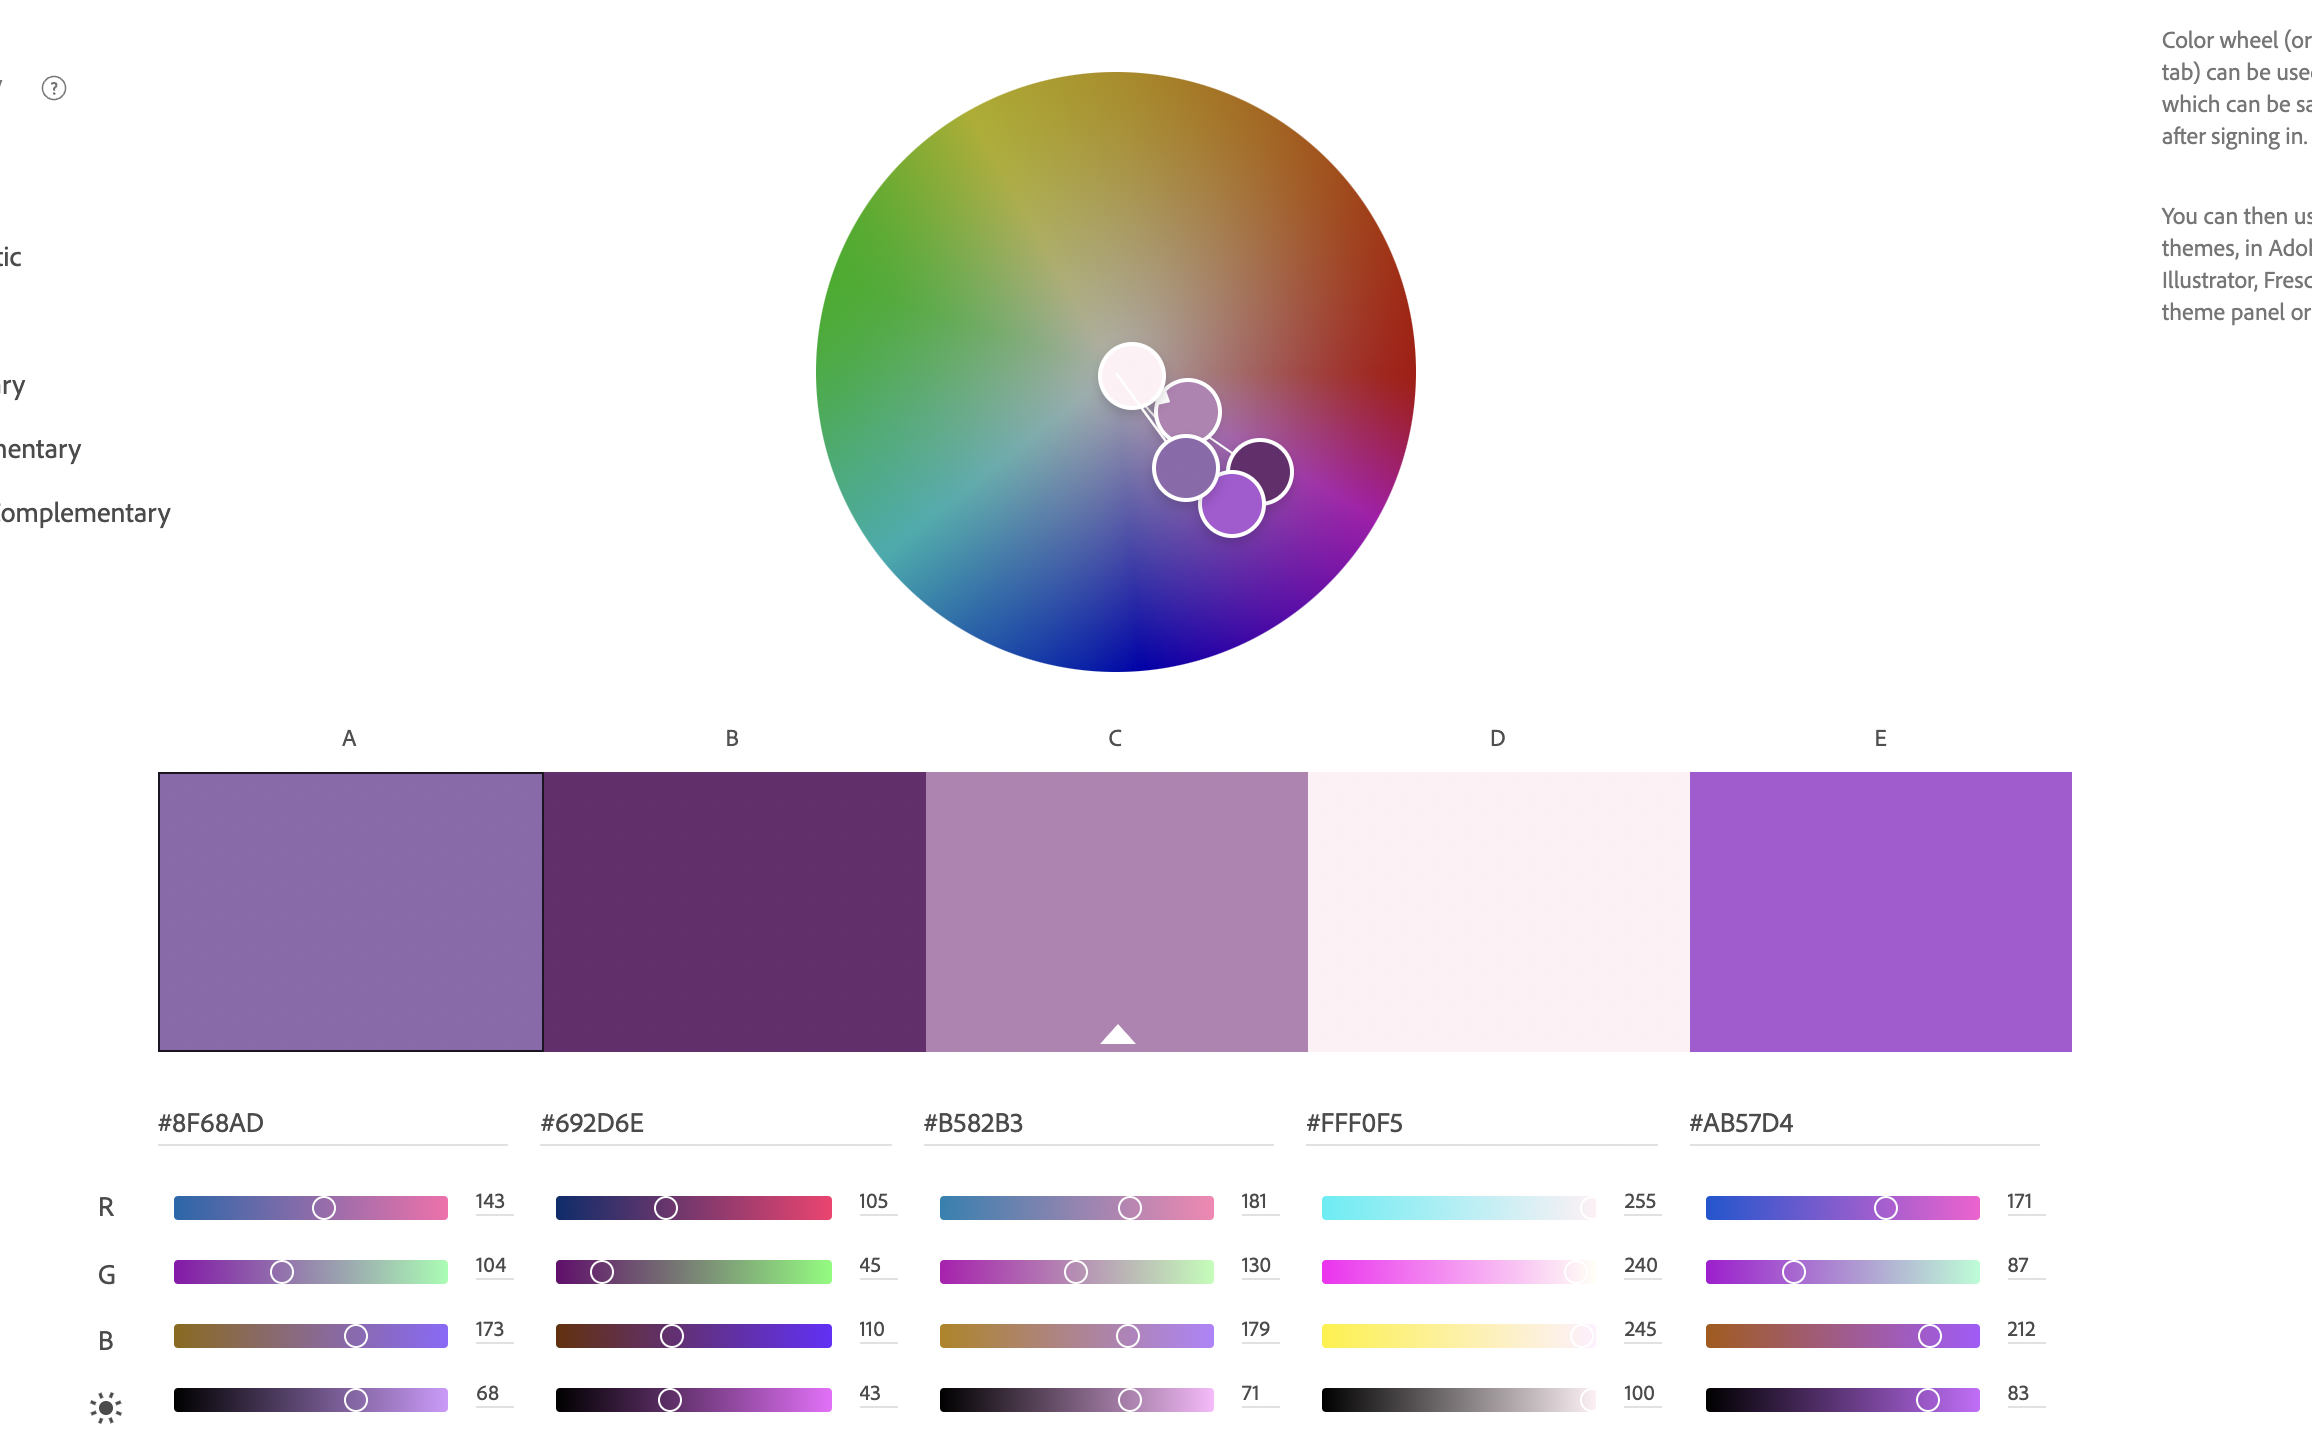 ?
Color wheel (or
tab) can be use
which can be sa
after signing in.
You can then us
themes, in Adol
Illustrator, Fresc
theme panel or
tic
ry
mentary
omplementary
A B C D E
#8F68AD #692D6E #B582B3 #FFF0F5 #AB57D4
R 143 105 181 255 171
G 104 45 130 240 87
B 173 110 179 245 212
68 43 71 100 83